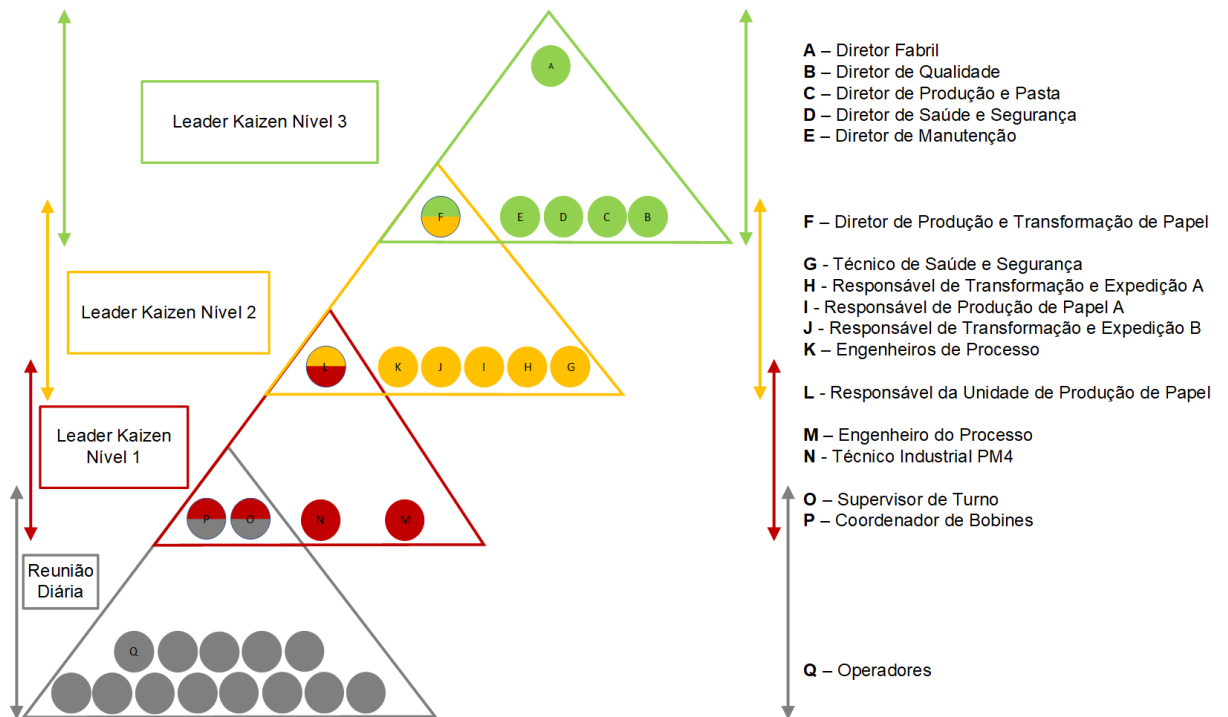 A
A – Diretor Fabril
B – Diretor de Qualidade
C – Diretor de Produção e Pasta
D – Diretor de Saúde e Segurança
E – Diretor de Manutenção
Leader Kaizen Nível 3
F
E
D
C
B
F – Diretor de Produção e Transformação de Papel
G - Técnico de Saúde e Segurança
H - Responsável de Transformação e Expedição A
I - Responsável de Produção de Papel A
J - Responsável de Transformação e Expedição B
K – Engenheiros de Processo
Leader Kaizen Nível 2
L
K
J
I
H
G
L - Responsável da Unidade de Produção de Papel
M – Engenheiro do Processo
N - Técnico Industrial PM4
Leader Kaizen
Nível 1
P
O
N
M
O – Supervisor de Turno
P – Coordenador de Bobines
Reunião
Diária
Q
Q – Operadores